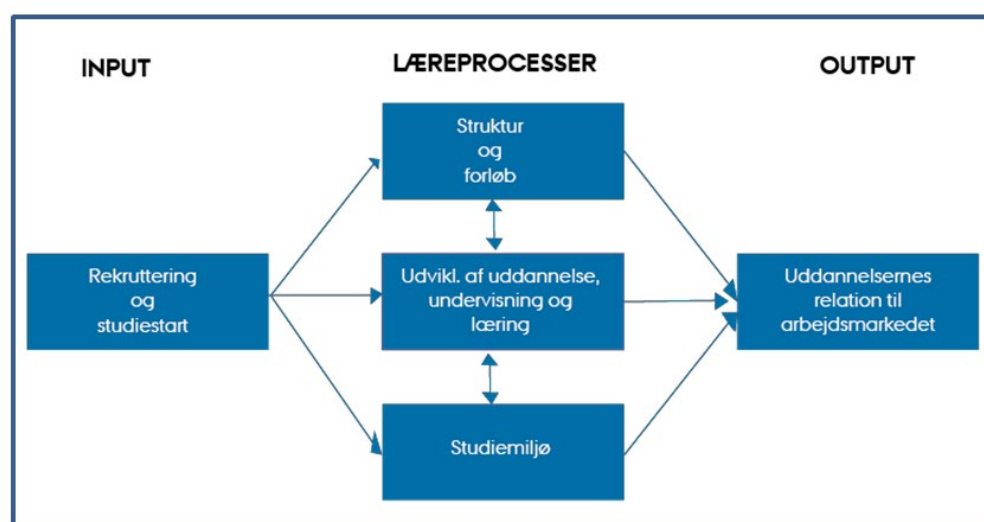 INPUT
LÆREPROCESSER
OUTPUT
Struktur
og
forløb
Rekruttering
og
studiestart
Udvikl. af uddannelse,
undervisning og
læring
Uddannelsernes
relation til
arbejdsmarkedet
Studiemiljø